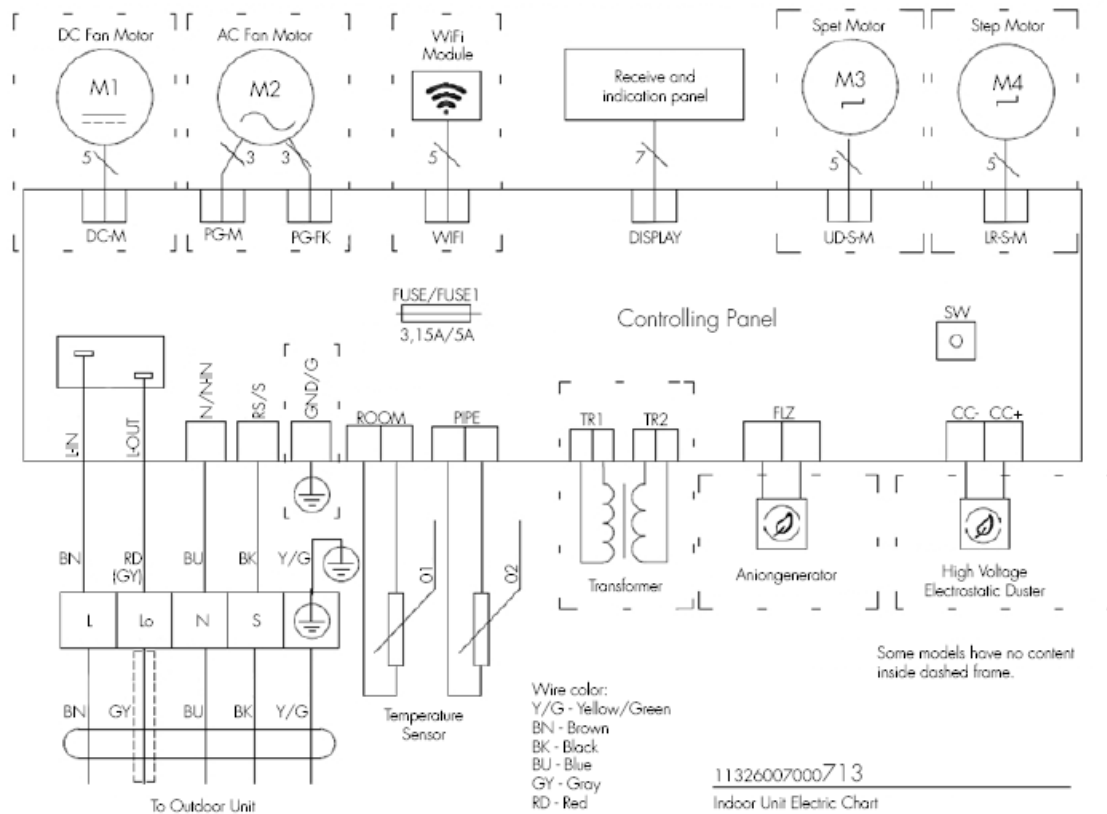 DC Fan Motor
AC Fan Motor
WiFi
Module
Spet Motor
Step Motor
M1
M2
Receive and
indication panel
M3
M4
5
3
3
5
7
5
5
DC-M
PG-M
PG-FK
WIFI
DISPLAY
UD-S-M
LR-S-M
FUSE/FUSE1
3,15A/5A
Controlling Panel
SW
L-IN
L-OUT
N/N-IN
RS/S
GND/G
ROOM
PIPE
TR1
TR2
FLZ
CC-
CC+
BN
RD
(GY)
BU
BK
Y/G
01
02
Transformer
Aniongenerator
High Voltage
Electrostatic Duster
L
Lo
N
S
Some models have no content
inside dashed frame.
BN
GY
BU
BK
Y/G
Temperature
Sensor
Wire color:
Y/G - Yellow/Green
BN - Brown
BK - Black
BU - Blue
GY - Gray
RD - Red
To Outdoor Unit
11326007000713
Indoor Unit Electric Chart